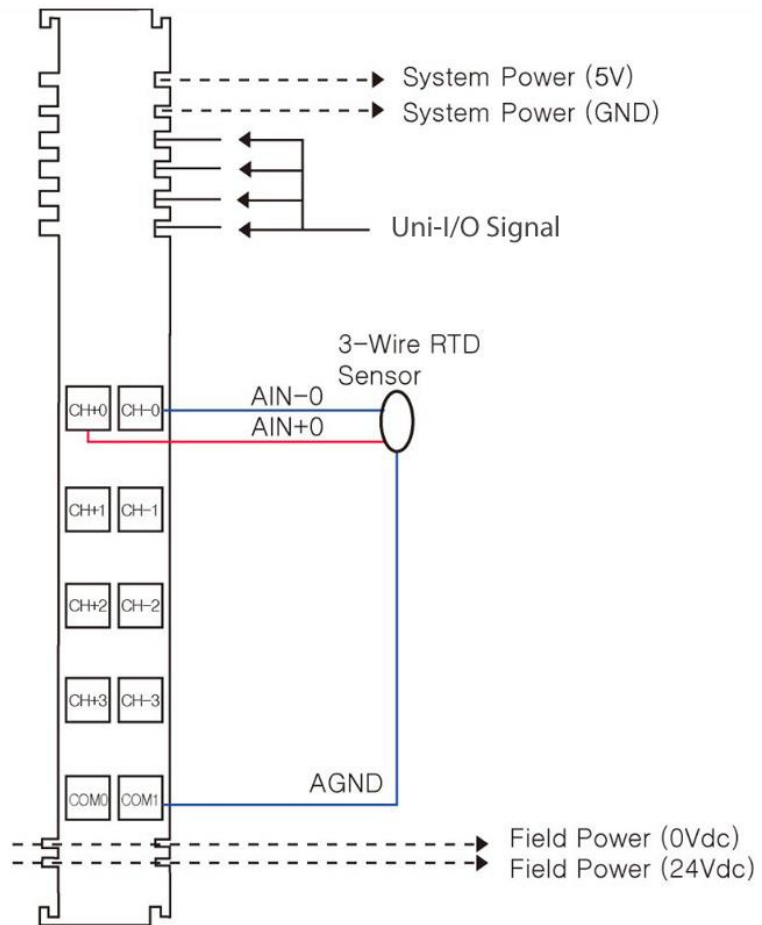 System Power (5V)
System Power (GND)
Uni-I/O Signal
3-Wire RTD
Sensor
CH+0 CH-0
AIN-0
AIN+0
CH+1 CH-1
CH+2 CH-2
CH+3 CH-3
AGND
COM0 COM1
Field Power (0Vdc)
Field Power (24Vdc)